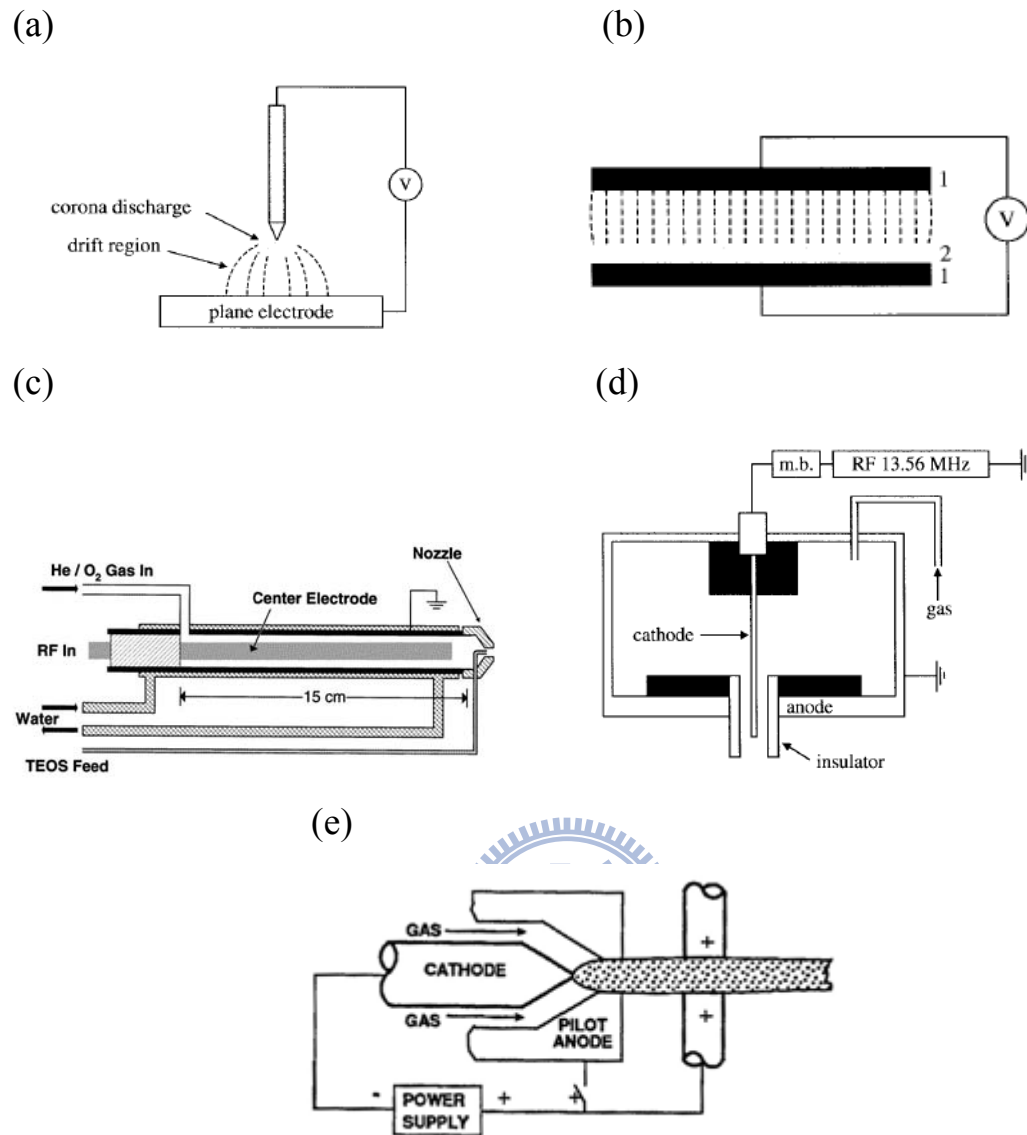 (a)
(b)
V
corona discharge
drift region
plane electrode
1
V
2
1
(c)
(d)
m.b.
RF 13.56 MHz
Nozzle
He / O2 Gas In
Center Electrode
RF In
15 cm
Water
TEOS Feed
gas
cathode
anode
insulator
(e)
GAS
CATHODE
GAS
PILOT
ANODE
+
+
-
POWER
SUPPLY
+
+